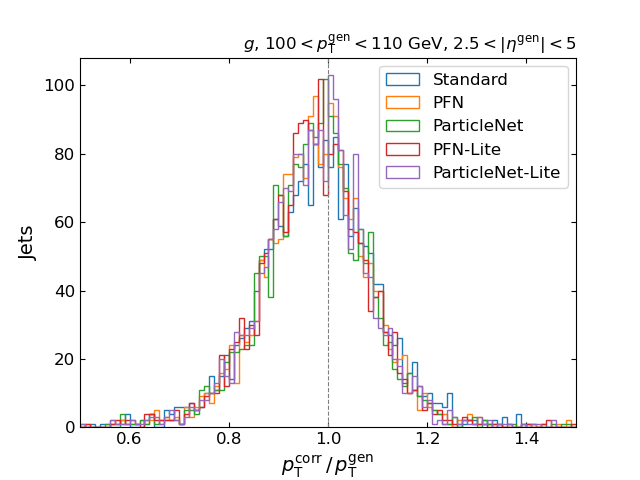 g, 100 < p_T^gen < 110 GeV, 2.5 < |η^gen| < 5
Standard
PFN
ParticleNet
PFN-Lite
ParticleNet-Lite
Jets
100
80
60
40
20
0
0.6 0.8 1.0 1.2 1.4
p_T^corr / p_T^gen